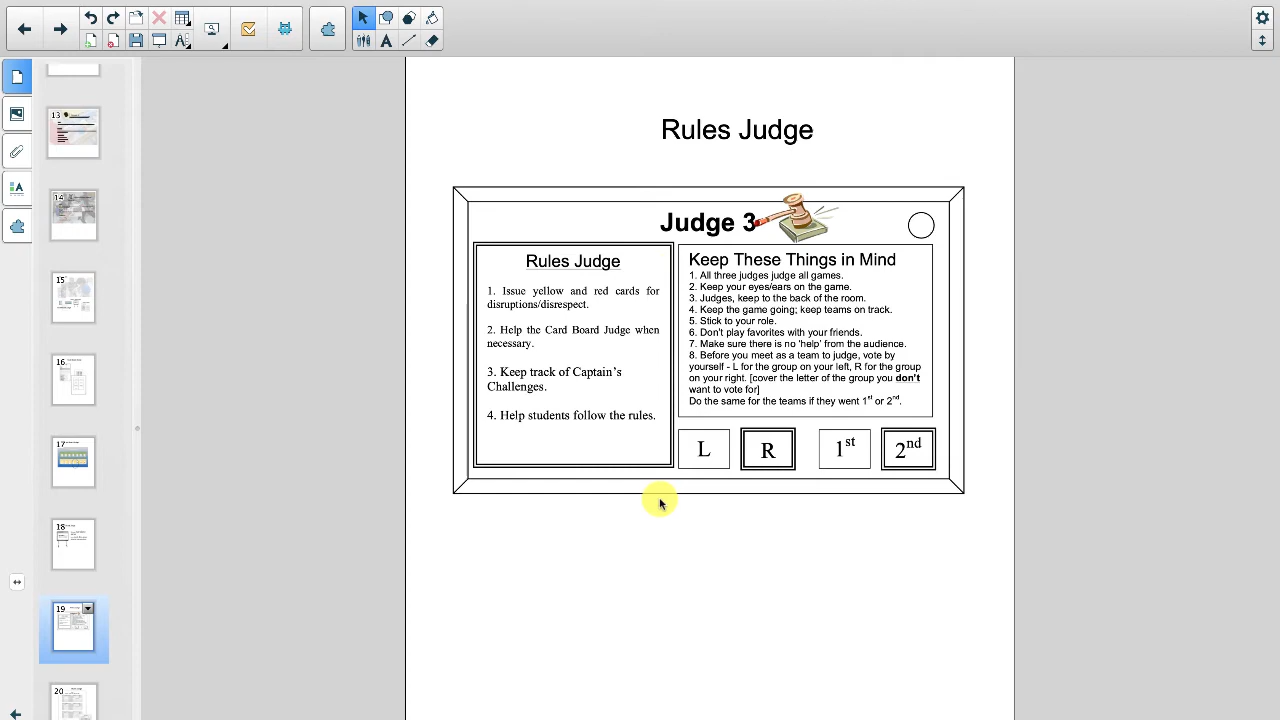 13
14
15
16
17
18
19
20
Rules Judge
Judge 3
Rules Judge
1. Issue yellow and red cards for
disruptions/disrespect.
2. Help the Card Board Judge when
necessary.
3. Keep track of Captain's
Challenges.
4. Help students follow the rules.
Keep These Things in Mind
1. All three judges judge all games.
2. Keep your eyes/ears on the game.
3. Judges, keep to the back of the room.
4. Keep the game going; keep teams on track.
5. Stick to your role.
6. Don't play favorites with your friends.
7. Make sure there is no 'help' from the audience.
8. Before you meet as a team to judge, vote by
yourself - L for the group on your left, R for the group
on your right. [cover the letter of the group you don't
want to vote for]
Do the same for the teams if they went 1st or 2nd.
L R 1st 2nd